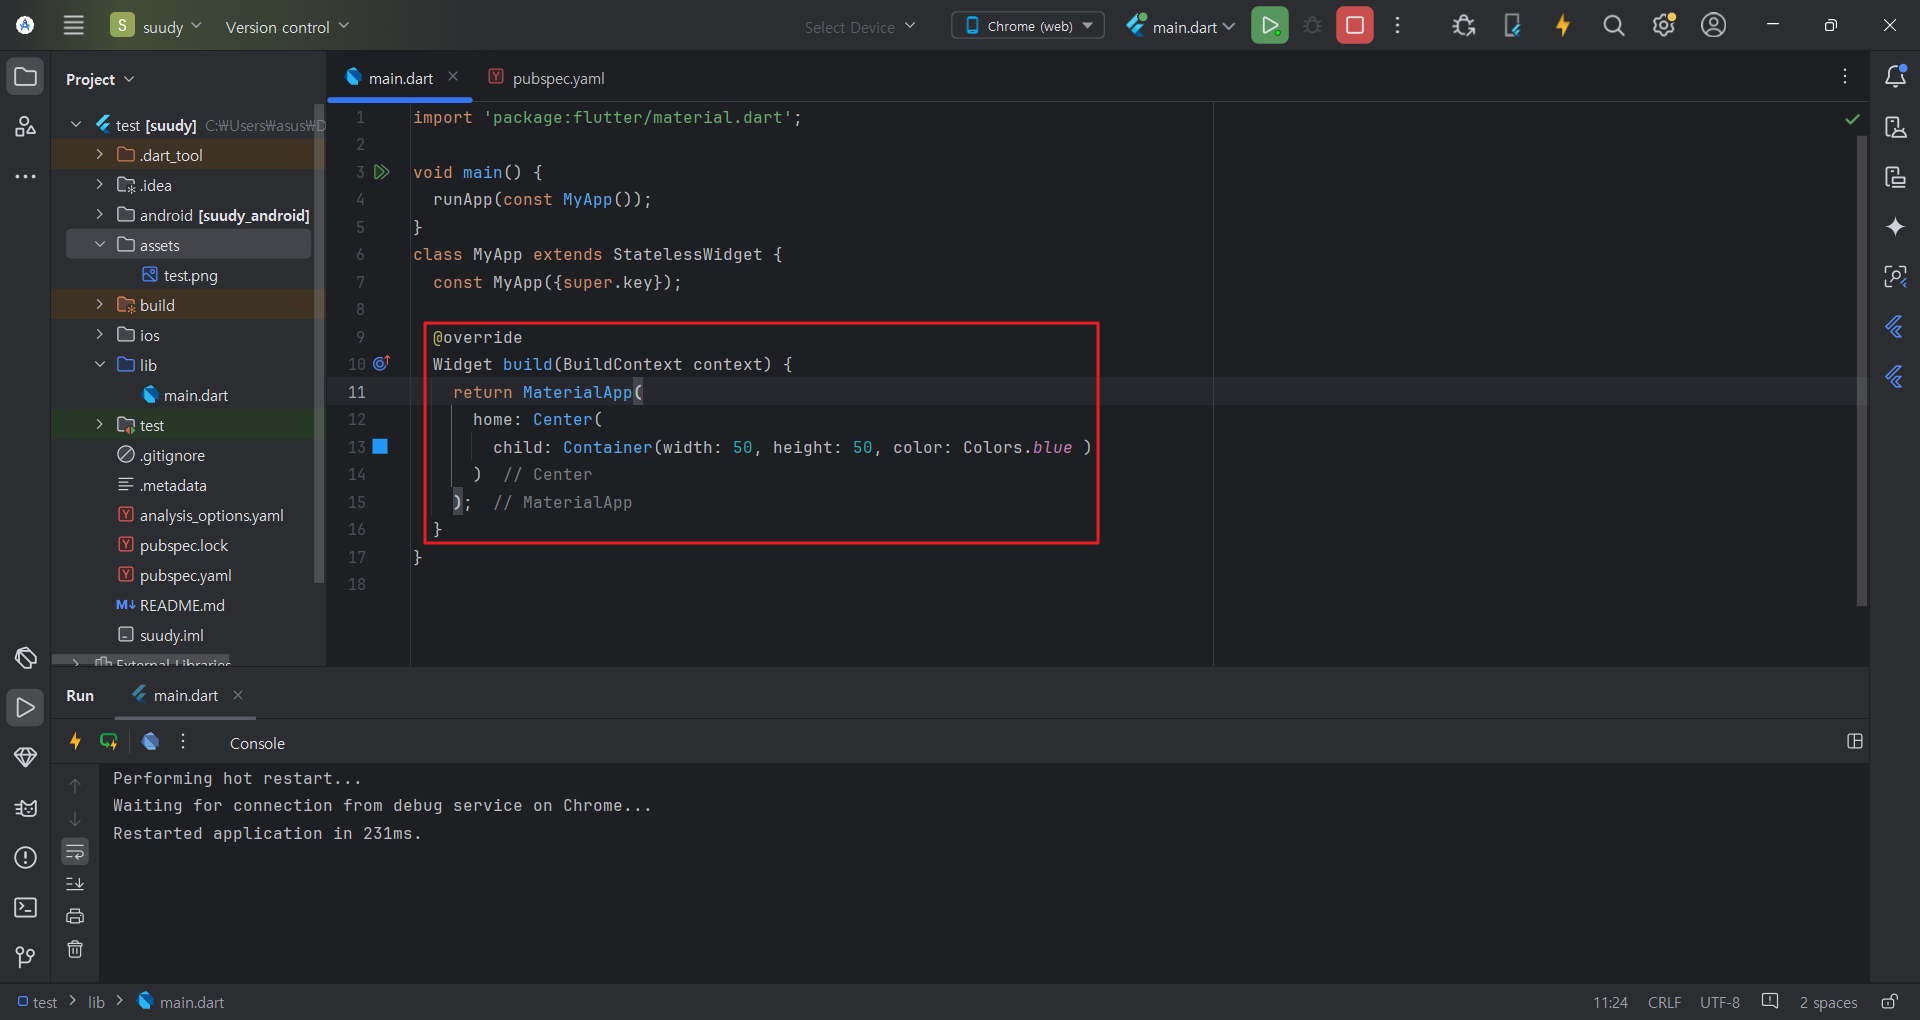 S suudy Version control Select Device Chrome (web) main.dart
Project
main.dart pubspec.yaml
test [suudy] C:₩Users₩asus₩D
.dart_tool
.idea
android [suudy_android]
assets
test.png
build
ios
lib
main.dart
test
.gitignore
.metadata
analysis_options.yaml
pubspec.lock
pubspec.yaml
M↓ README.md
suudy.iml
External Libraries
1 import 'package:flutter/material.dart';
2
3 void main() {
4 runApp(const MyApp());
5 }
6 class MyApp extends StatelessWidget {
7 const MyApp({super.key});
8
9 @override
10 Widget build(BuildContext context) {
11 return MaterialApp(
12 home: Center(
13 child: Container(width: 50, height: 50, color: Colors.blue )
14 ) // Center
15 ); // MaterialApp
16 }
17 }
18
Run main.dart
Console
Performing hot restart...
Waiting for connection from debug service on Chrome...
Restarted application in 231ms.
test > lib > main.dart 11:24 CRLF UTF-8 2 spaces